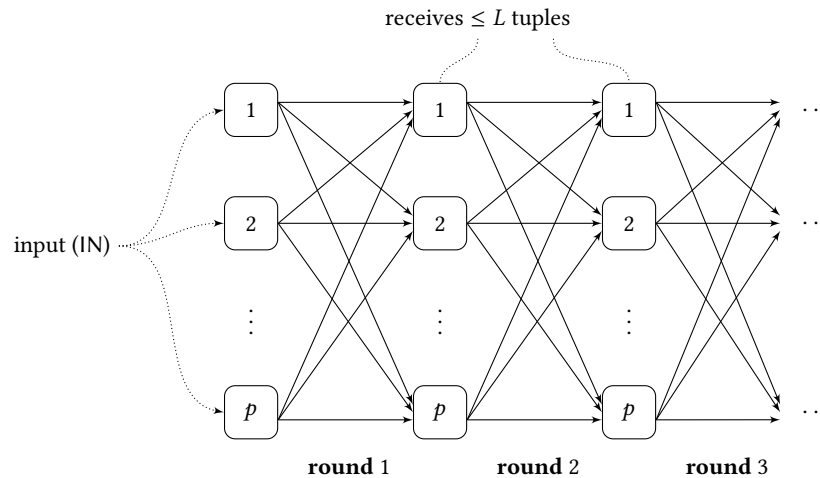 receives ≤ L tuples
1 1 1 ··
input (IN)
2 2 2 ··
⋮ ⋮ ⋮
p p p ··
round 1 round 2 round 3